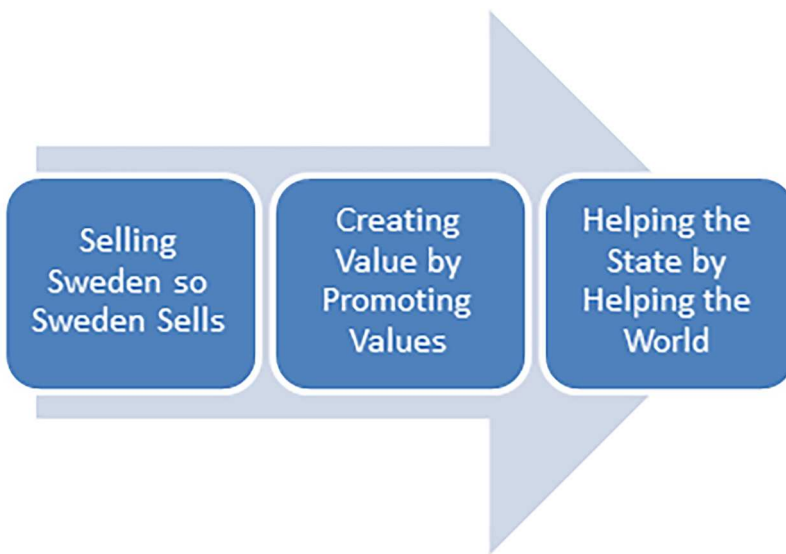 Selling
Sweden so
Sweden Sells
Creating
Value by
Promoting
Values
Helping the
State by
Helping the
World